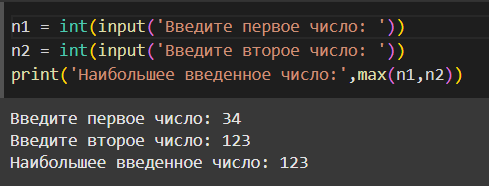 n1 = int(input('Введите первое число: '))
n2 = int(input('Введите второе число: '))
print('Наибольшее введенное число:',max(n1,n2))
Введите первое число: 34
Введите второе число: 123
Наибольшее введенное число: 123